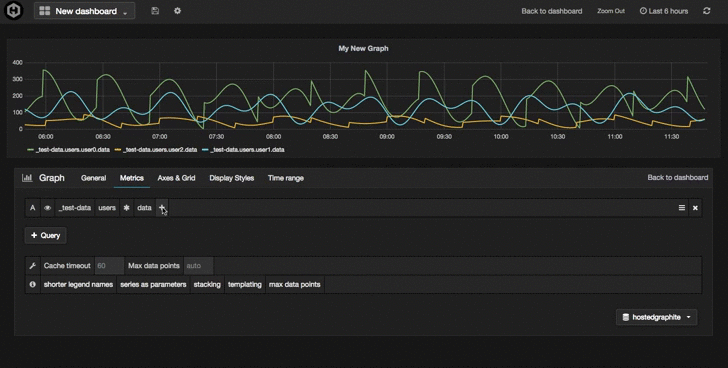 New dashboard Back to dashboard Zoom Out Last 6 hours
My New Graph
400
300
200
100
0
06:00 06:30 07:00 07:30 08:00 08:30 09:00 09:30 10:00 10:30 11:00 11:30
_test-data.users.user0.data _test-data.users.user2.data _test-data.users.user1.data
Graph General Metrics Axes & Grid Display Styles Time range Back to dashboard
A _test-data users * data +
+ Query
Cache timeout 60 Max data points auto
shorter legend names series as parameters stacking templating max data points
hostedgraphite